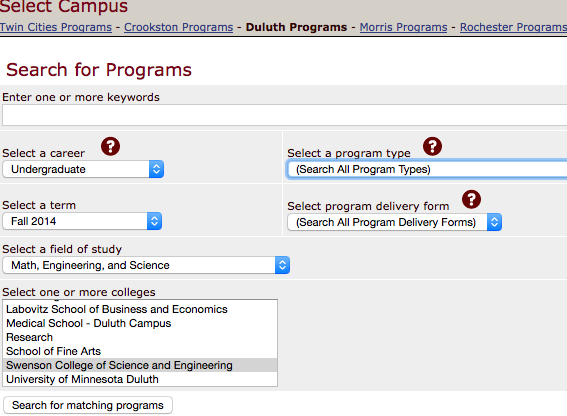 Select Campus
Twin Cities Programs - Crookston Programs - Duluth Programs - Morris Programs - Rochester Programs
Search for Programs
Enter one or more keywords
Select a career ?
Undergraduate
Select a program type ?
(Search All Program Types)
Select a term
Fall 2014
Select program delivery form ?
(Search All Program Delivery Forms)
Select a field of study
Math, Engineering, and Science
Select one or more colleges
Labovitz School of Business and Economics
Medical School - Duluth Campus
Research
School of Fine Arts
Swenson College of Science and Engineering
University of Minnesota Duluth
Search for matching programs